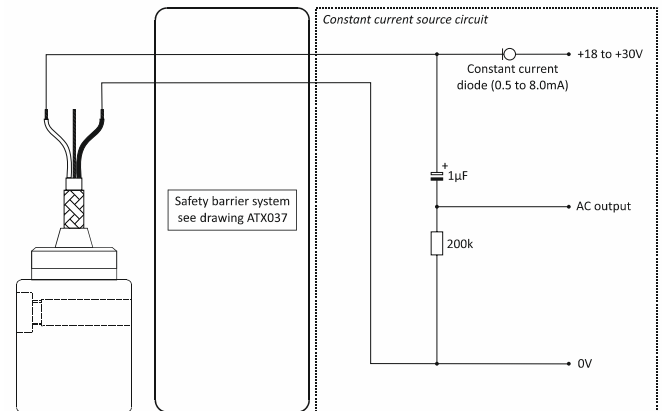 Constant current source circuit
+18 to +30V
Constant current
diode (0.5 to 8.0mA)
+
1µF
Safety barrier system
see drawing ATX037
AC output
200k
0V